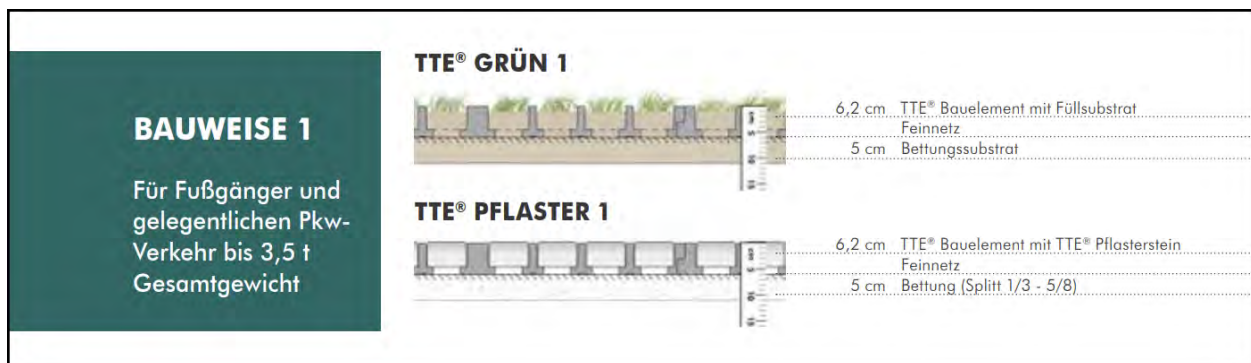 BAUWEISE 1
Für Fußgänger und
gelegentlichen Pkw-
Verkehr bis 3,5 t
Gesamtgewicht
TTE® GRÜN 1
6,2 cm TTE® Bauelement mit Füllsubstrat
Feinnetz
5 cm Bettungssubstrat
TTE® PFLASTER 1
6,2 cm TTE® Bauelement mit TTE® Pflasterstein
Feinnetz
5 cm Bettung (Splitt 1/3 - 5/8)